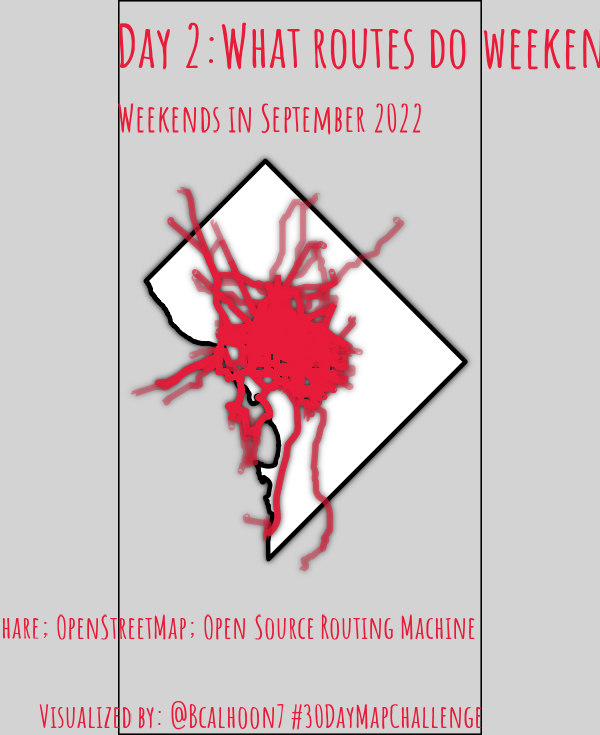 Day 2: What routes do weeken
Weekends in September 2022
hare; OpenStreetMap; Open Source Routing Machine
Visualized by: @Bcalhoon7 #30DayMapChallenge